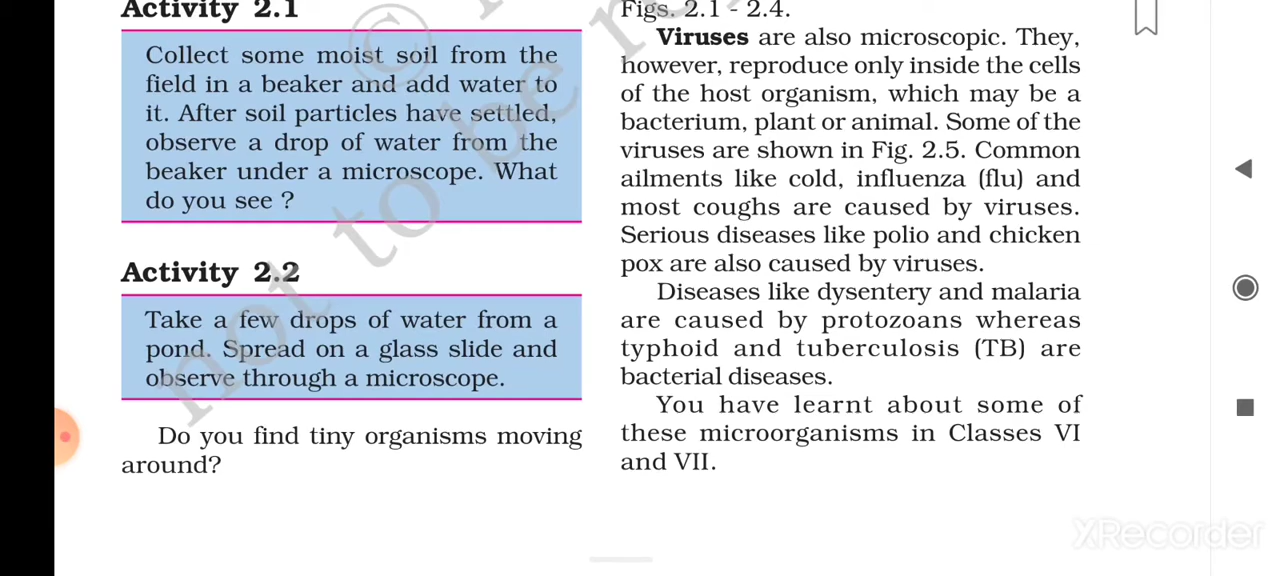 Activity 2.1
Collect some moist soil from the
field in a beaker and add water to
it. After soil particles have settled,
observe a drop of water from the
beaker under a microscope. What
do you see ?
Activity 2.2
Take a few drops of water from a
pond. Spread on a glass slide and
observe through a microscope.
Do you find tiny organisms moving
around?
Figs. 2.1 - 2.4.
Viruses are also microscopic. They,
however, reproduce only inside the cells
of the host organism, which may be a
bacterium, plant or animal. Some of the
viruses are shown in Fig. 2.5. Common
ailments like cold, influenza (flu) and
most coughs are caused by viruses.
Serious diseases like polio and chicken
pox are also caused by viruses.
Diseases like dysentery and malaria
are caused by protozoans whereas
typhoid and tuberculosis (TB) are
bacterial diseases.
You have learnt about some of
these microorganisms in Classes VI
and VII.
not to be
©
XRecorder